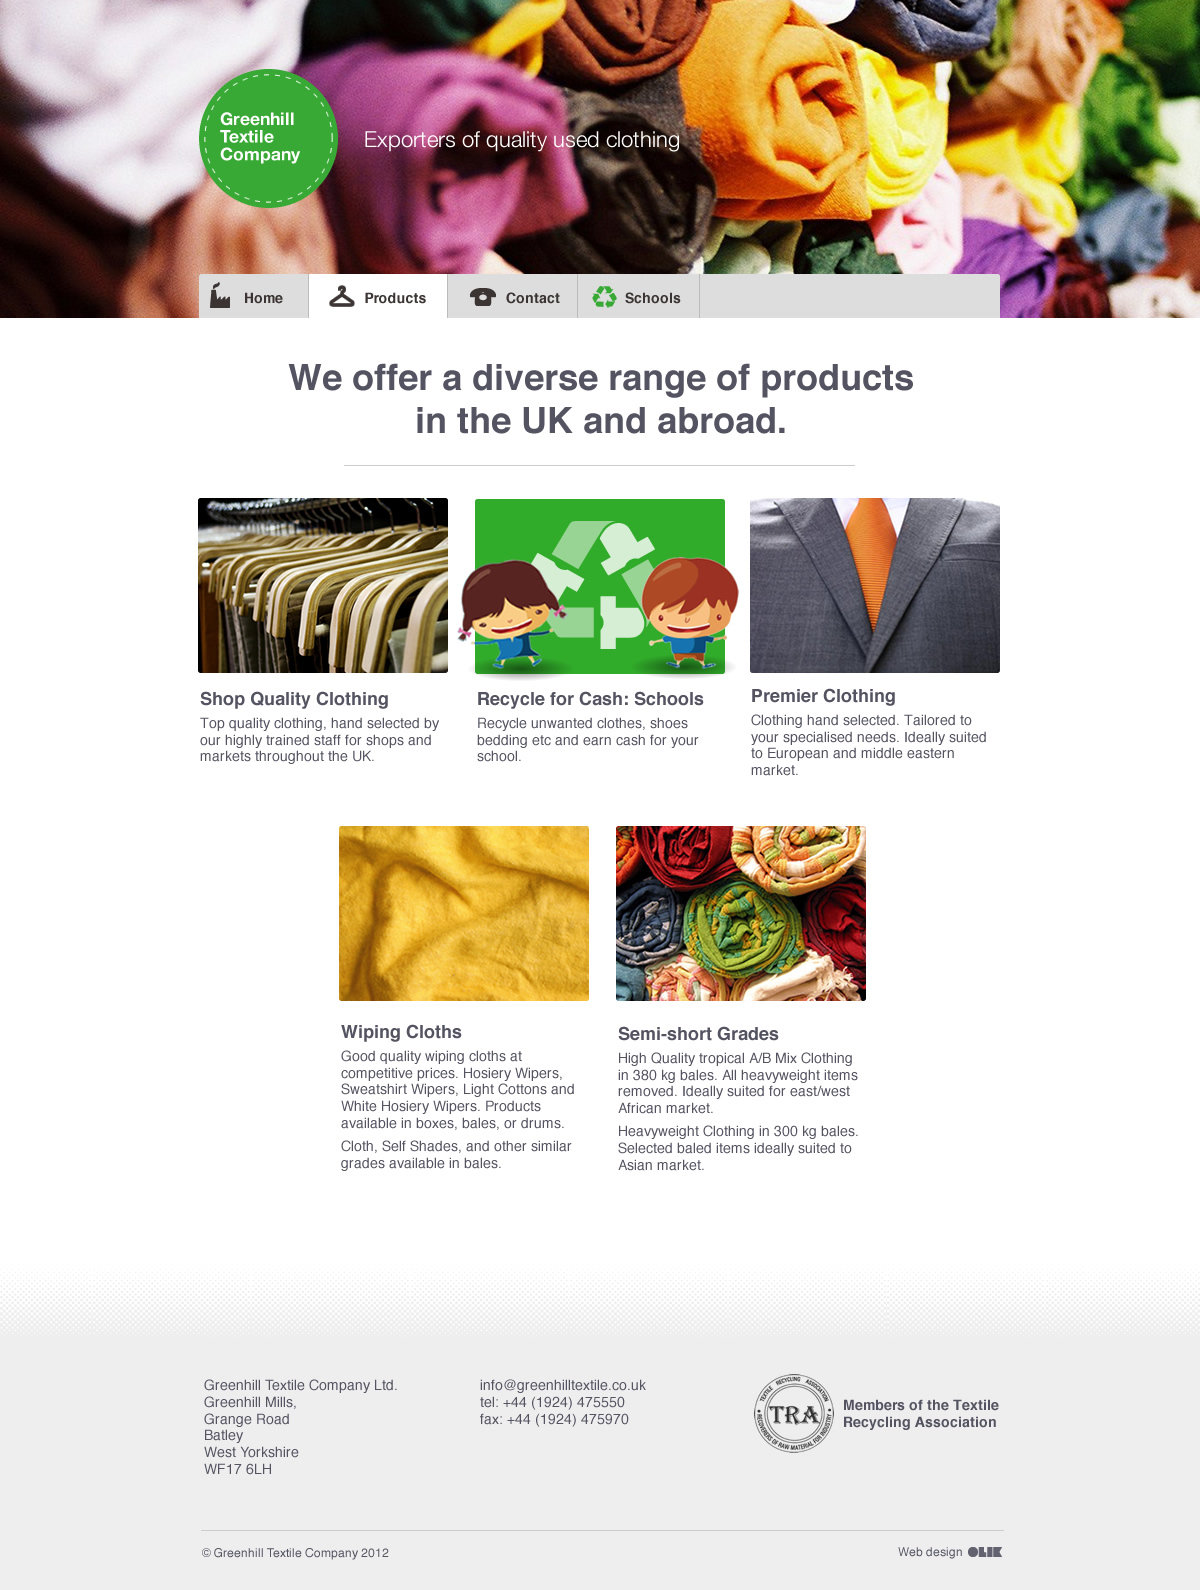 Greenhill
Textile
Company
Exporters of quality used clothing
Home
Products
Contact
Schools
We offer a diverse range of products
in the UK and abroad.
Shop Quality Clothing
Top quality clothing, hand selected by
our highly trained staff for shops and
markets throughout the UK.
Recycle for Cash: Schools
Recycle unwanted clothes, shoes
bedding etc and earn cash for your
school.
Premier Clothing
Clothing hand selected. Tailored to
your specialised needs. Ideally suited
to European and middle eastern
market.
Wiping Cloths
Good quality wiping cloths at
competitive prices. Hosiery Wipers,
Sweatshirt Wipers, Light Cottons and
White Hosiery Wipers. Products
available in boxes, bales, or drums.
Cloth, Self Shades, and other similar
grades available in bales.
Semi-short Grades
High Quality tropical A/B Mix Clothing
in 380 kg bales. All heavyweight items
removed. Ideally suited for east/west
African market.
Heavyweight Clothing in 300 kg bales.
Selected baled items ideally suited to
Asian market.
Greenhill Textile Company Ltd.
Greenhill Mills,
Grange Road
Batley
West Yorkshire
WF17 6LH
info@greenhilltextile.co.uk
tel: +44 (1924) 475550
fax: +44 (1924) 475970
TEXTILE RECYCLING ASSOCIATION
TRA
RECOVERERS OF RAW MATERIAL FOR INDUSTRY
Members of the Textile
Recycling Association
© Greenhill Textile Company 2012
Web design OLIK